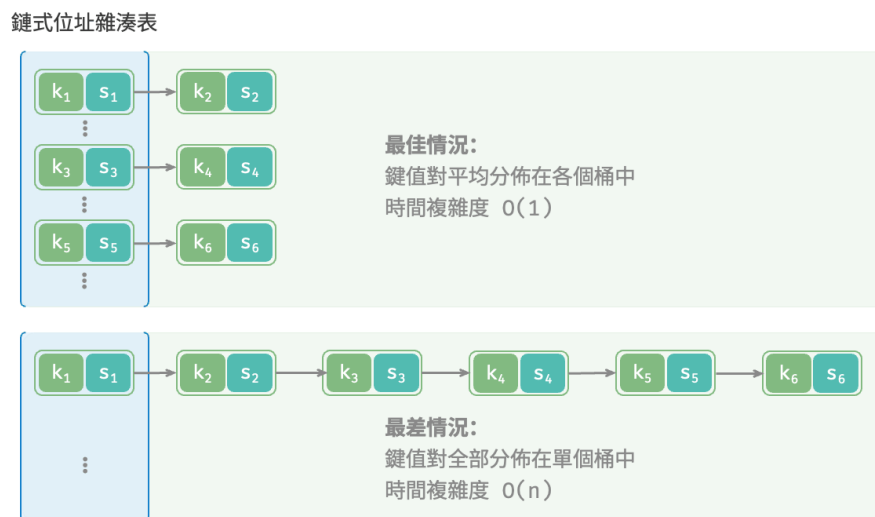 鏈式位址雜湊表
k₁ s₁ k₂ s₂
k₃ s₃ k₄ s₄
最佳情況：
鍵值對平均分佈在各個桶中
時間複雜度 O(1)
k₅ s₅ k₆ s₆
k₁ s₁ k₂ s₂ k₃ s₃ k₄ s₄ k₅ s₅ k₆ s₆
最差情況：
鍵值對全部分佈在單個桶中
時間複雜度 O(n)